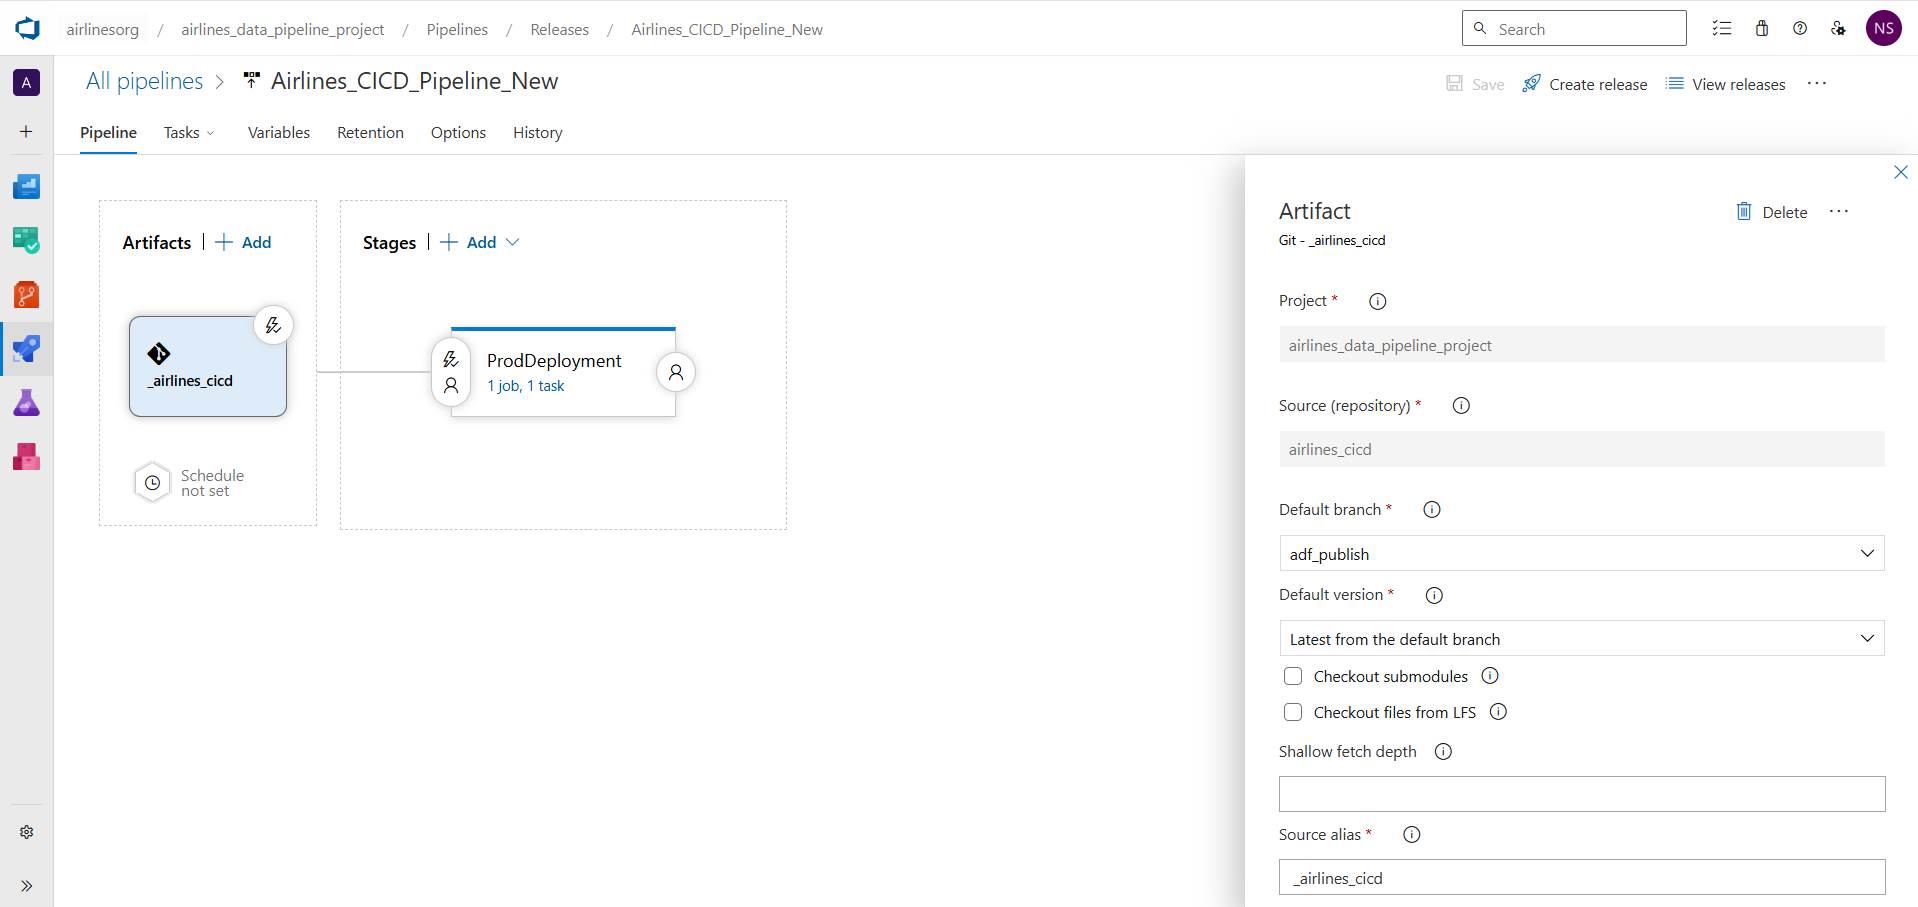 airlinesorg / airlines_data_pipeline_project / Pipelines / Releases / Airlines_CICD_Pipeline_New
Search
NS
A
All pipelines > Airlines_CICD_Pipeline_New
Save Create release View releases ...
Pipeline Tasks Variables Retention Options History
Artifacts | + Add
_airlines_cicd
Schedule
not set
Stages | + Add
ProdDeployment
1 job, 1 task
Artifact
Delete ...
Git - _airlines_cicd
Project *
airlines_data_pipeline_project
Source (repository) *
airlines_cicd
Default branch *
adf_publish
Default version *
Latest from the default branch
Checkout submodules
Checkout files from LFS
Shallow fetch depth
Source alias *
_airlines_cicd